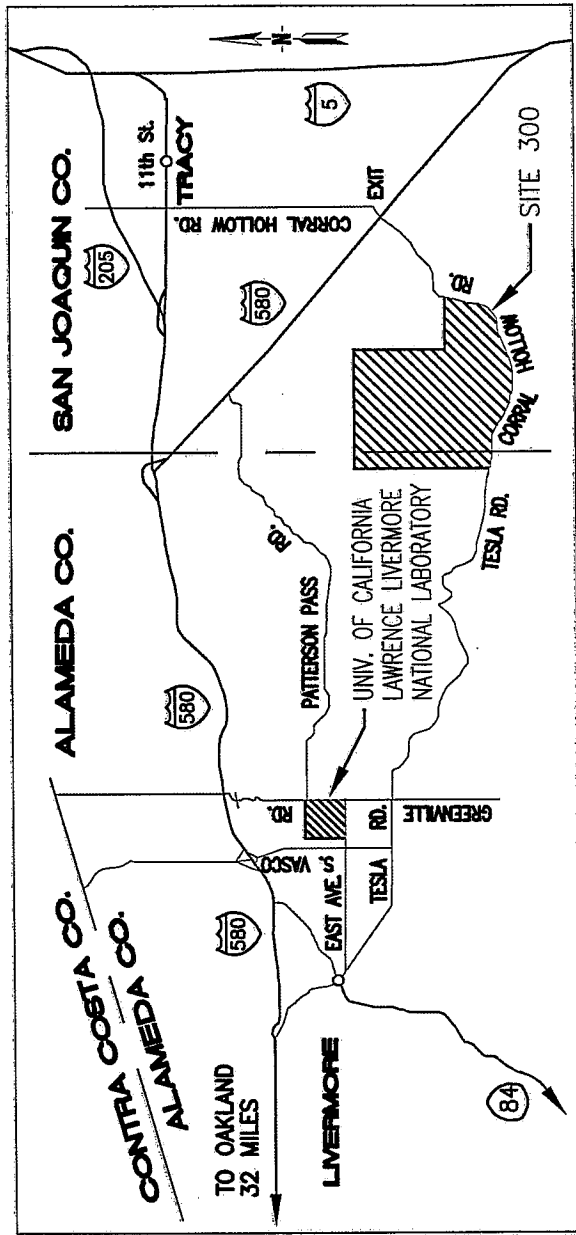 CONTRA COSTA CO.
ALAMEDA CO.
ALAMEDA CO.
SAN JOAQUIN CO.
TO OAKLAND
32 MILES
580
580
205
580
5
11th St.
TRACY
N
LIVERMORE
VASCO
RD.
EAST AVE.
TESLA
RD.
GREENVILLE
PATTERSON PASS
RD.
CORRAL HOLLOW RD.
EXIT
UNIV. OF CALIFORNIA
LAWRENCE LIVERMORE
NATIONAL LABORATORY
TESLA RD.
CORRAL
HOLLOW
RD.
SITE 300
84